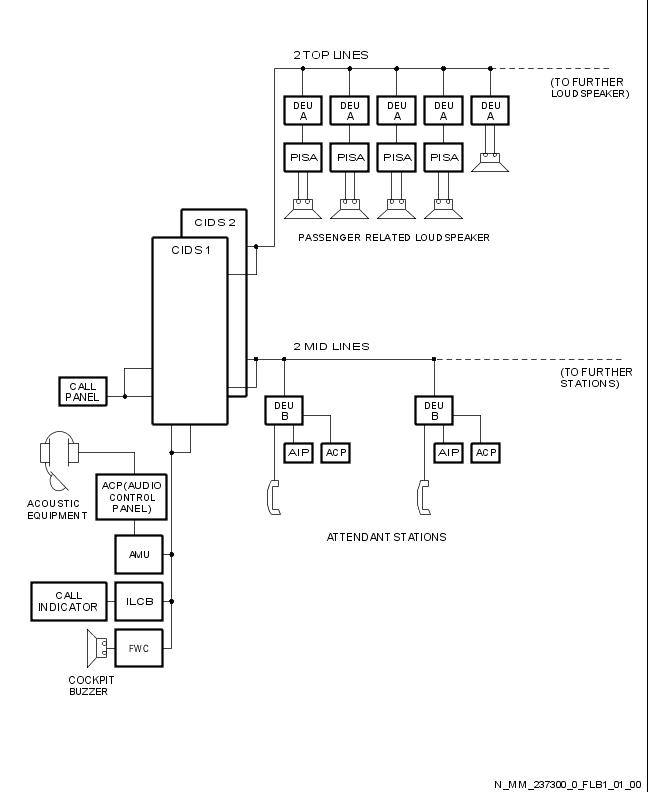 2 TOP LINES
(TO FURTHER
LOUDSPEAKER)
DEU
A
DEU
A
DEU
A
DEU
A
DEU
A
PISA
PISA
PISA
PISA
PASSENGER RELATED LOUDSPEAKER
CIDS 2
CIDS 1
2 MID LINES
(TO FURTHER
STATIONS)
CALL
PANEL
DEU
B
DEU
B
AIP
ACP
AIP
ACP
ACOUSTIC
EQUIPMENT
ACP(AUDIO
CONTROL
PANEL)
ATTENDANT STATIONS
AMU
CALL
INDICATOR
ILCB
FWC
COCKPIT
BUZZER
N_MM_237300_0_FLB1_01_00